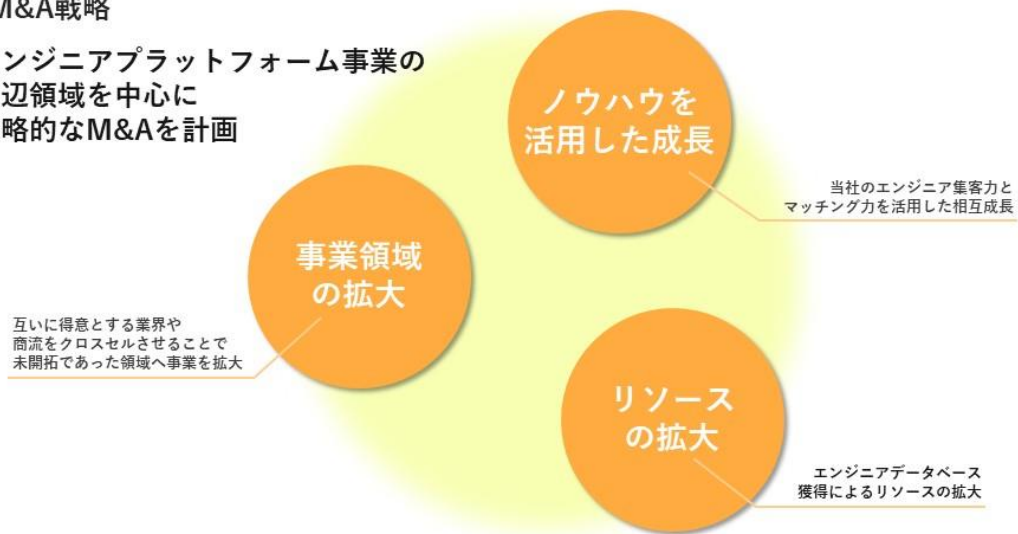 M&A戦略
ンジニアプラットフォーム事業の
辺領域を中心に
略的なM&Aを計画
ノウハウを
活用した成長
当社のエンジニア集客力と
マッチング力を活用した相互成長
事業領域
の拡大
互いに得意とする業界や
商流をクロスセルさせることで
未開拓であった領域へ事業を拡大
リソース
の拡大
エンジニアデータベース
獲得によるリソースの拡大